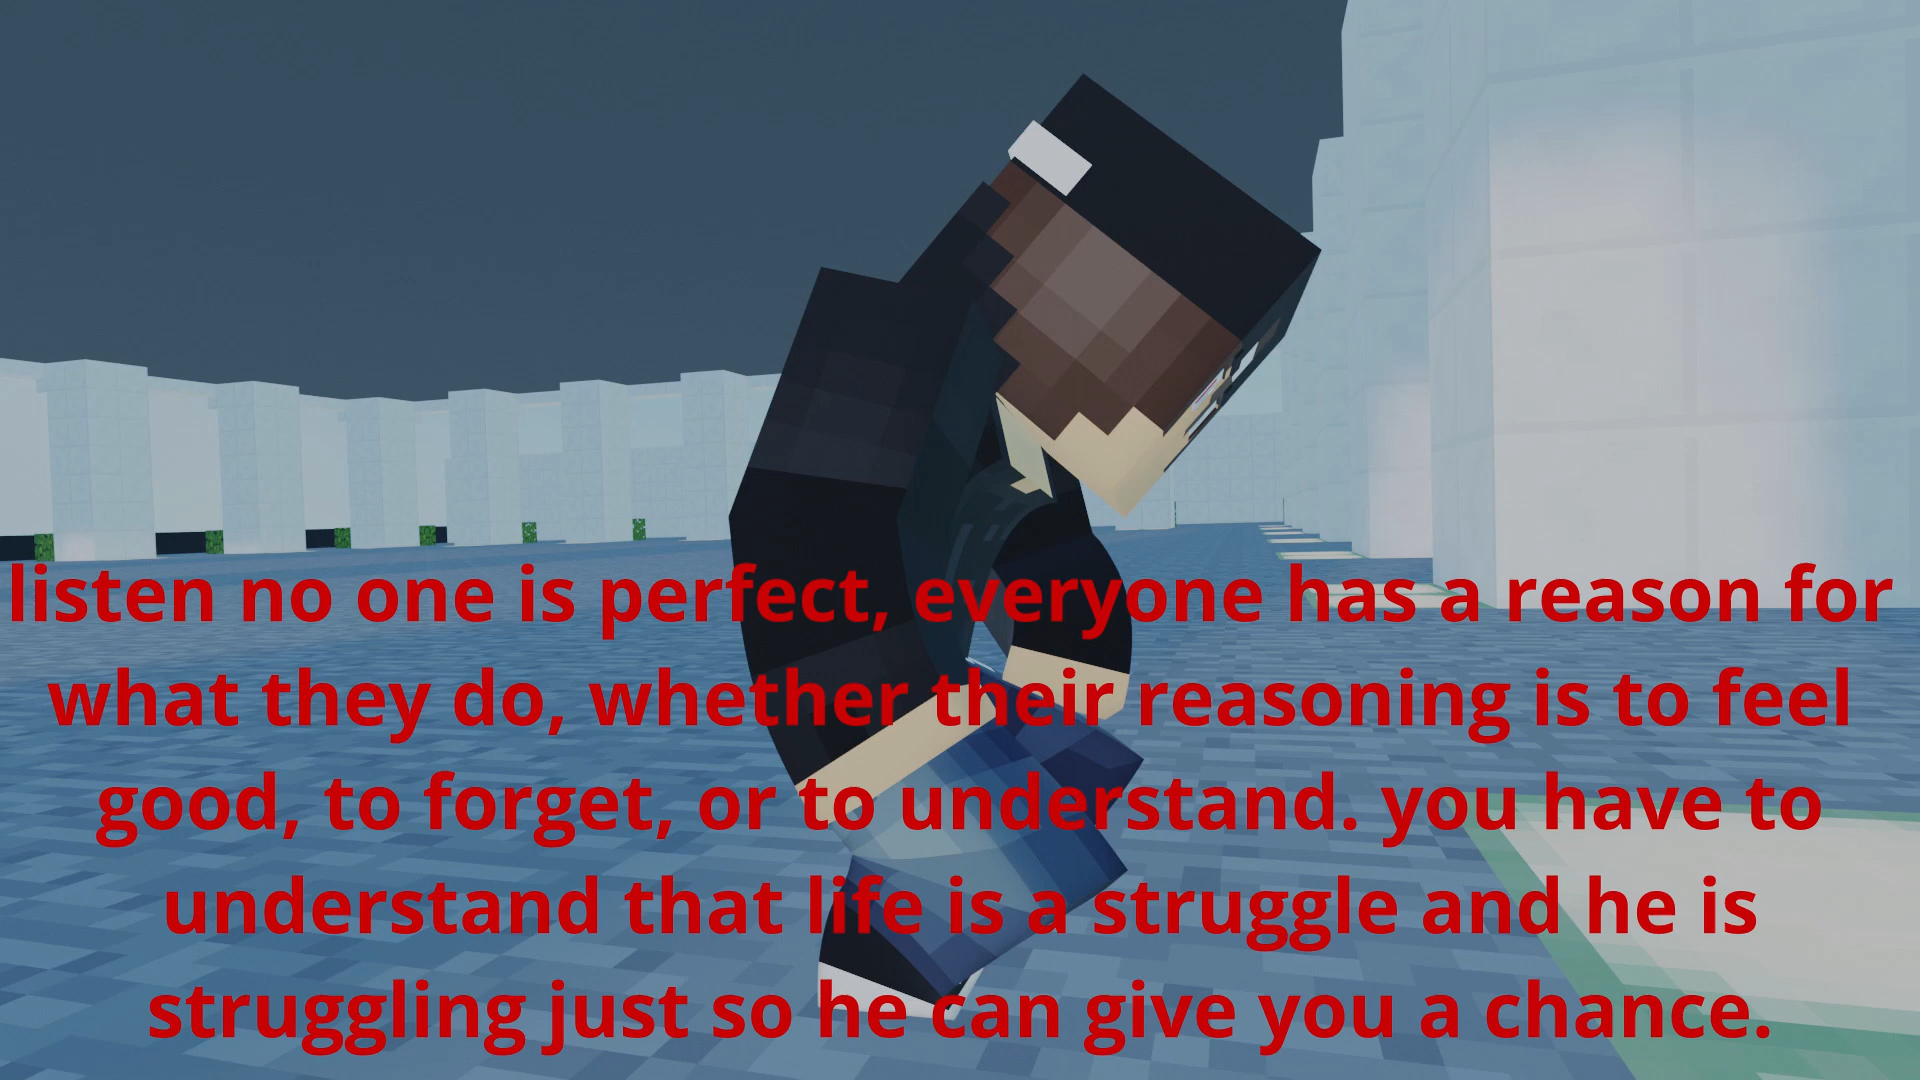 listen no one is perfect, everyone has a reason for
what they do, whether their reasoning is to feel
good, to forget, or to understand. you have to
understand that life is a struggle and he is
struggling just so he can give you a chance.